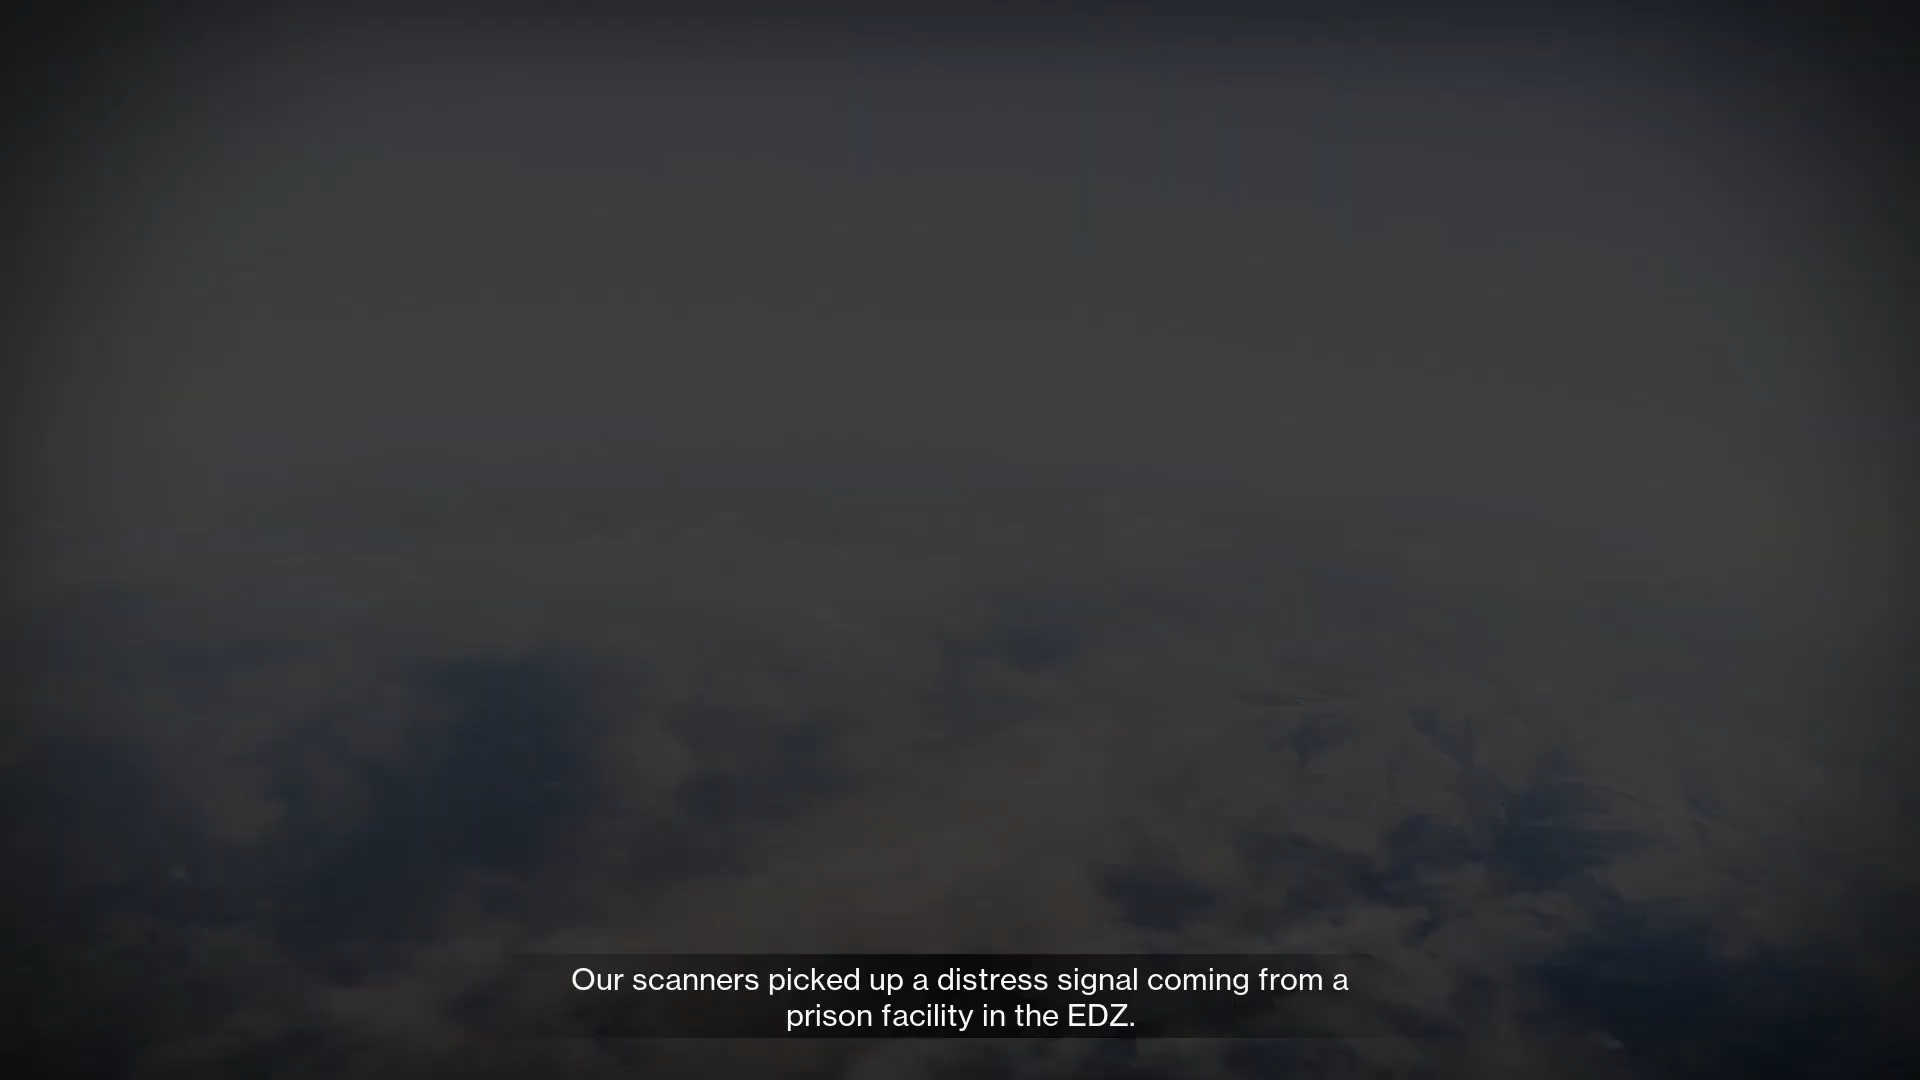 Our scanners picked up a distress signal coming from a
prison facility in the EDZ.